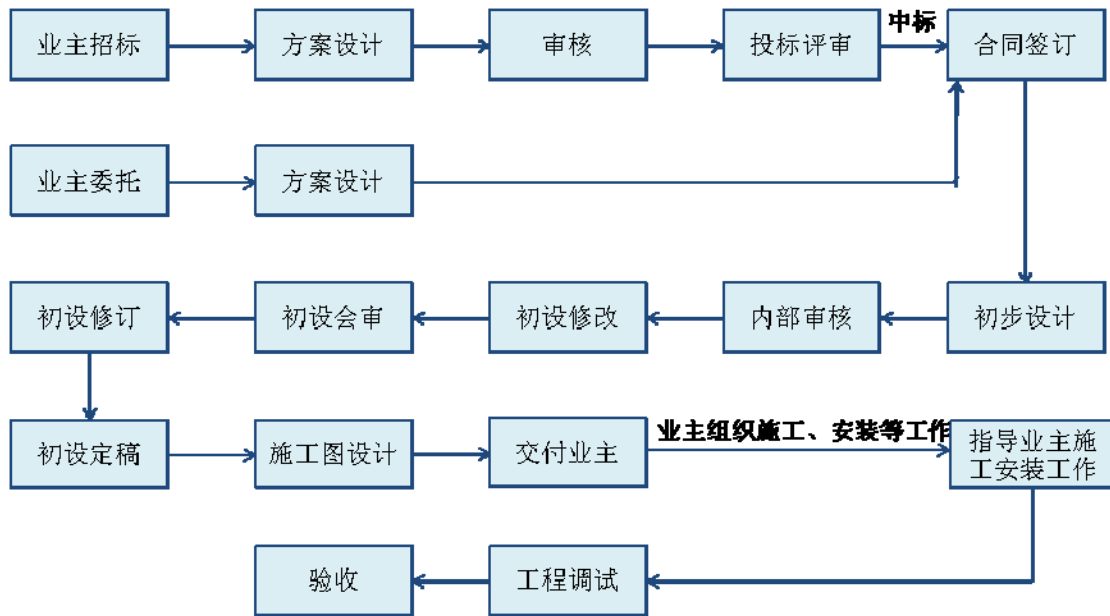 业主招标
方案设计
审核
投标评审
中标
合同签订
业主委托
方案设计
初设修订
初设会审
初设修改
内部审核
初步设计
初设定稿
施工图设计
交付业主
业主组织施工、安装等工作
指导业主施
工安装工作
验收
工程调试